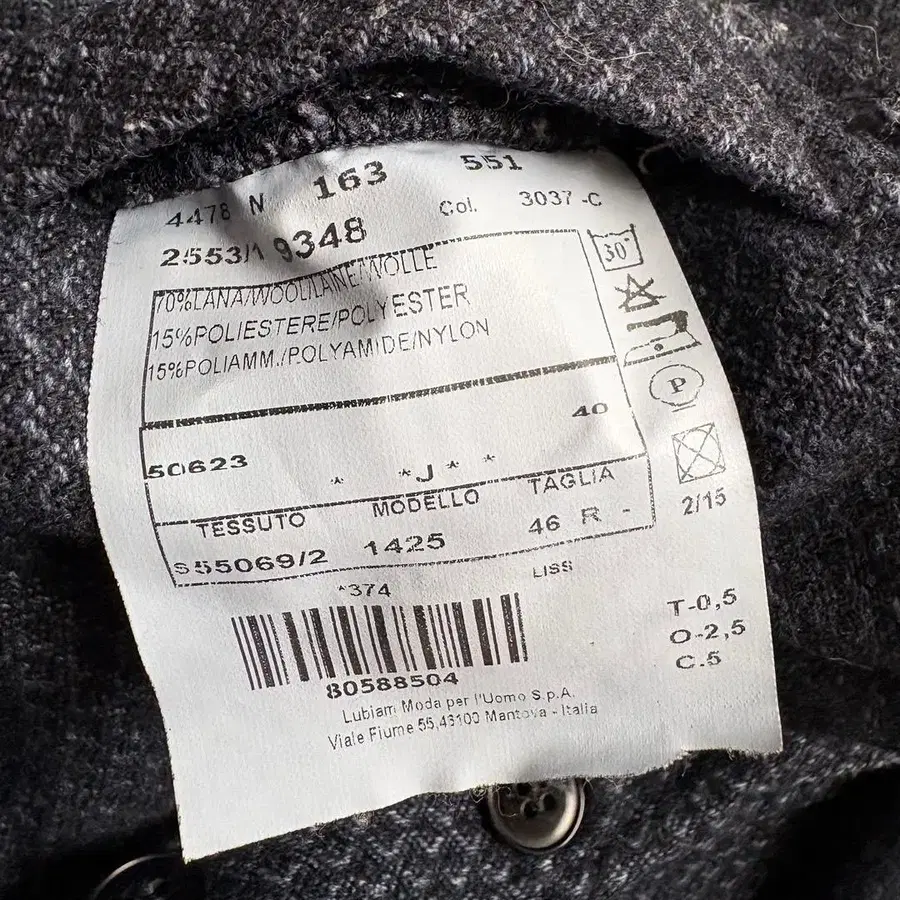 4478 N 163 551
Col. 3037 -C
2553/1 9348
70%LANA/WOOL/LANE/WOLLE
15%POLIESTERE/POLYESTER
15%POLIAMM./POLYAMIDE/NYLON
30°
P
40
50623
* *J* *
TESSUTO MODELLO TAGLIA
S55069/2 1425 46 R -
2/15
*374 LISS
T-0,5
O-2,5
C.5
80588504
Lubiam Moda per l'Uomo S.p.A.
Viale Fiume 55,46100 Mantova - Italia